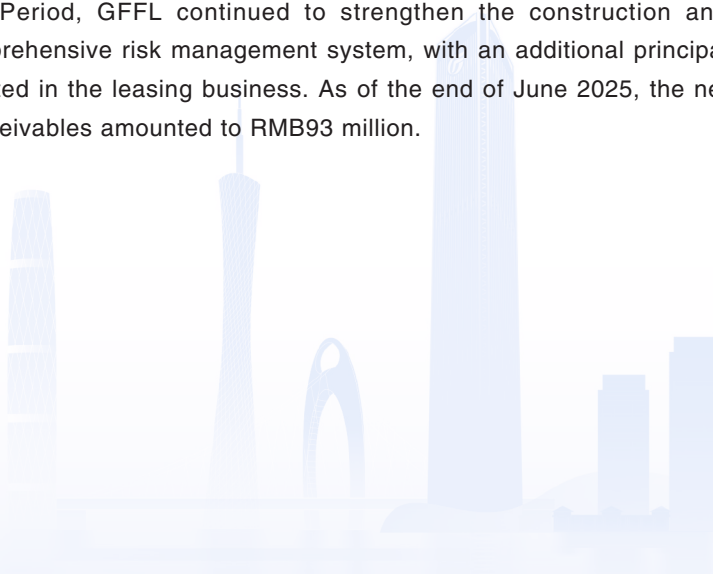 Period, GFFL continued to strengthen the construction an
rehensive risk management system, with an additional principa
ed in the leasing business. As of the end of June 2025, the ne
eivables amounted to RMB93 million.